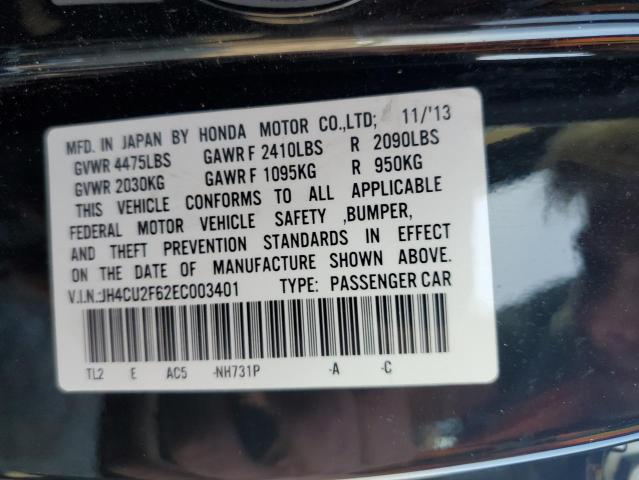 MFD. IN JAPAN BY HONDA MOTOR CO.,LTD; 11/'13
GVWR 4475LBS GAWR F 2410LBS R 2090LBS
GVWR 2030KG GAWR F 1095KG R 950KG
THIS VEHICLE CONFORMS TO ALL APPLICABLE
FEDERAL MOTOR VEHICLE SAFETY ,BUMPER,
AND THEFT PREVENTION STANDARDS IN EFFECT
ON THE DATE OF MANUFACTURE SHOWN ABOVE.
V.I.N.:JH4CU2F62EC003401 TYPE: PASSENGER CAR
TL2 E AC5 -NH731P -A -C